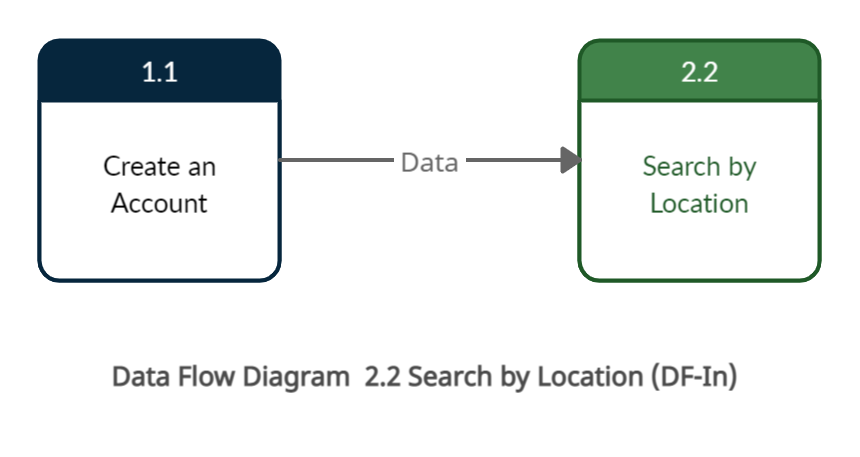 1.1
2.2
Create an
Account
Data
Search by
Location
Data Flow Diagram  2.2 Search by Location (DF-In)